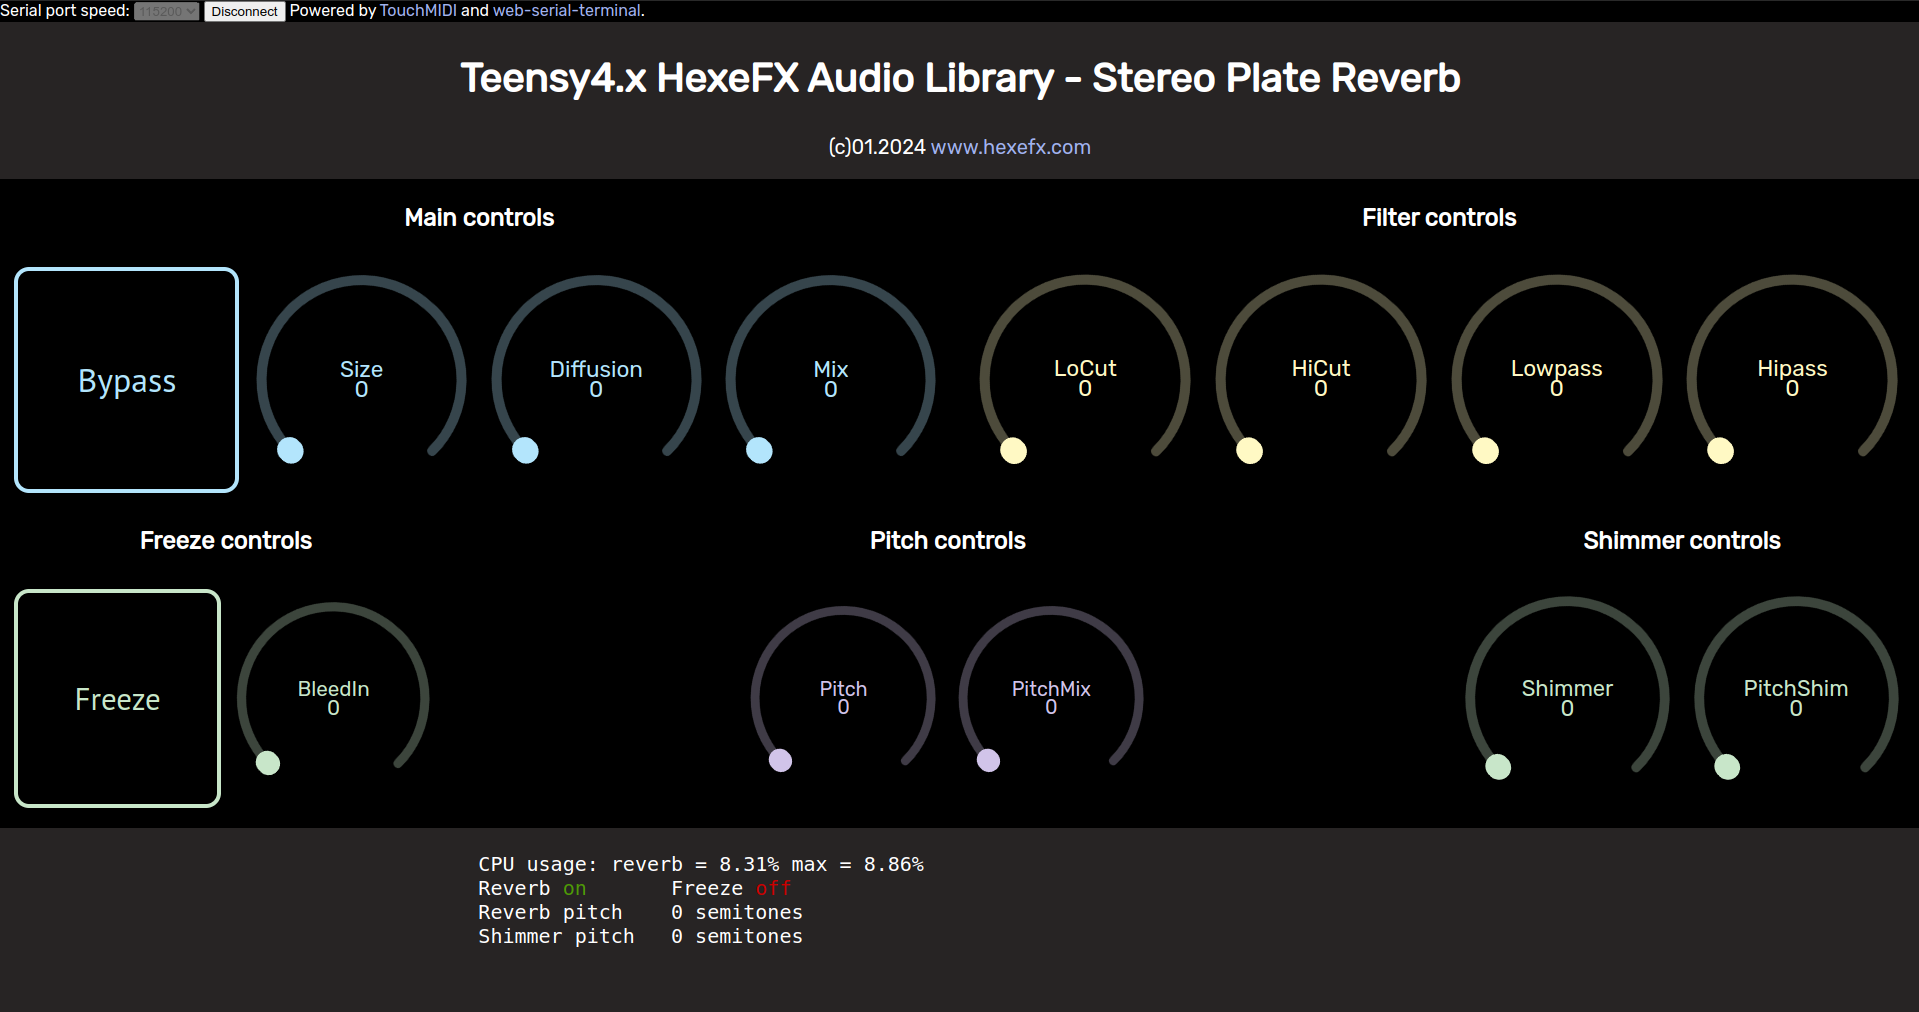 Serial port speed: 115200 Disconnect Powered by TouchMIDI and web-serial-terminal.
Teensy4.x HexeFX Audio Library - Stereo Plate Reverb
(c)01.2024 www.hexefx.com
Main controls
Filter controls
Bypass
Size
0
Diffusion
0
Mix
0
LoCut
0
HiCut
0
Lowpass
0
Hipass
0
Freeze controls
Pitch controls
Shimmer controls
Freeze
BleedIn
0
Pitch
0
PitchMix
0
Shimmer
0
PitchShim
0
CPU usage: reverb = 8.31% max = 8.86%
Reverb on Freeze off
Reverb pitch 0 semitones
Shimmer pitch 0 semitones